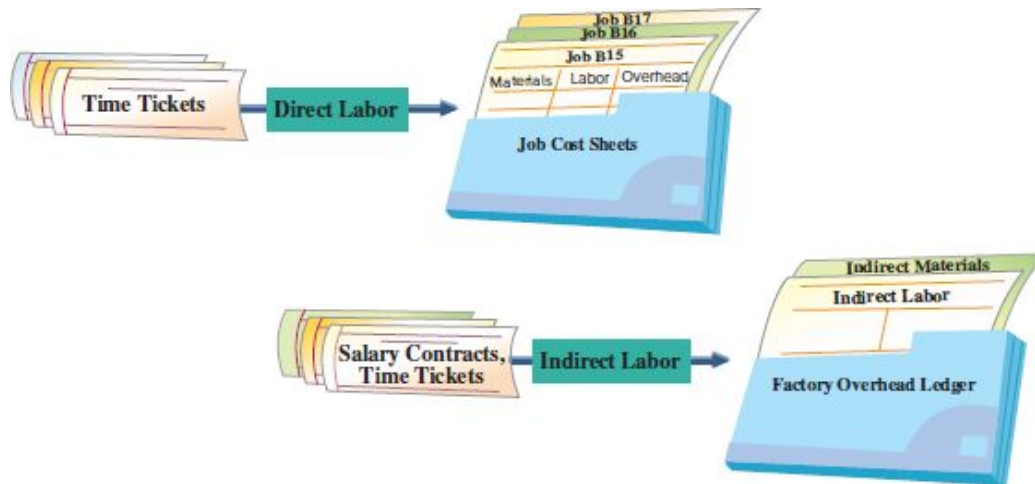 Job B17
Job B16
Job B15
Materials Labor Overhead
Time Tickets
Direct Labor
Job Cost Sheets
Indirect Materials
Indirect Labor
Salary Contracts,
Time Tickets
Indirect Labor
Factory Overhead Ledger